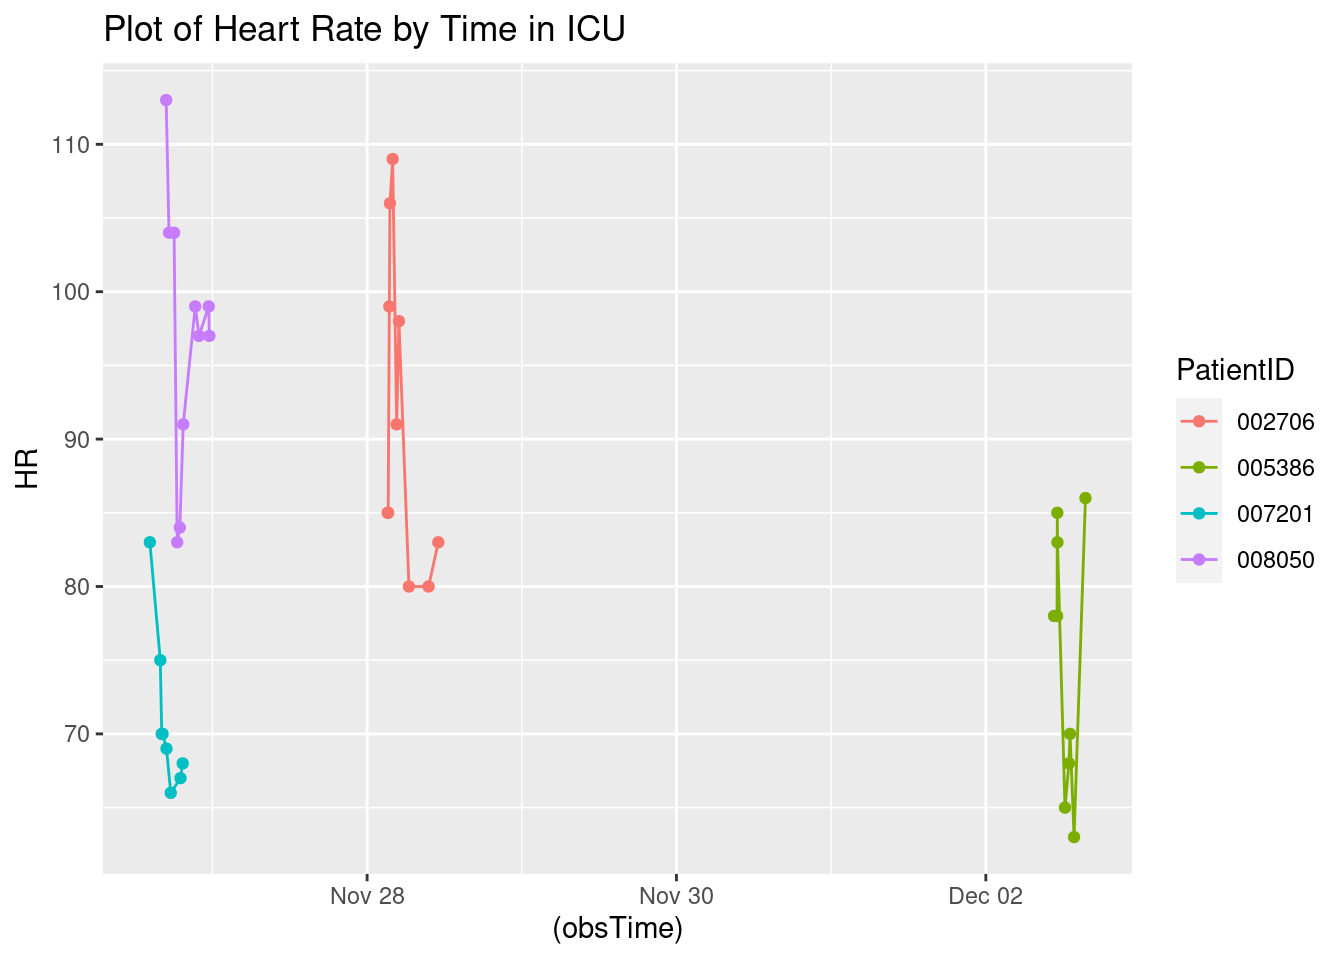 Plot of Heart Rate by Time in ICU
110
100
90
80
70
HR
Nov 28
Nov 30
Dec 02
(obsTime)
PatientID
002706
005386
007201
008050